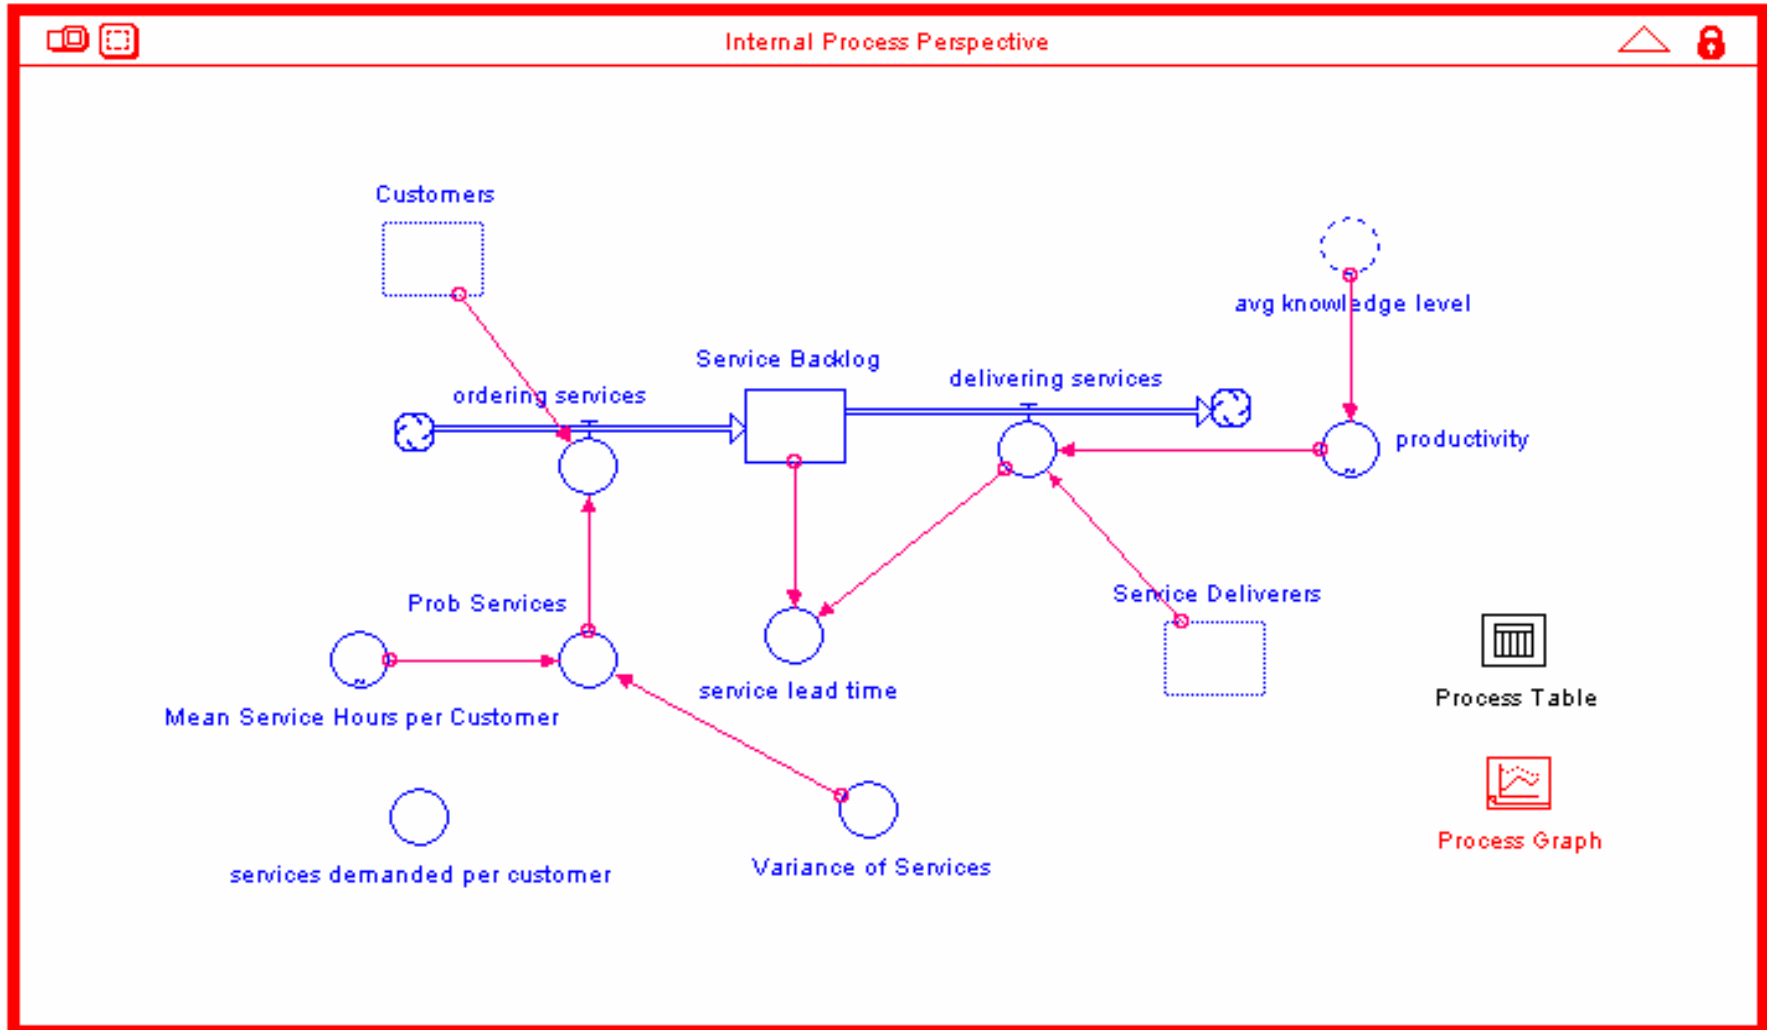 Internal Process Perspective
Customers
avg knowledge level
Service Backlog
delivering services
ordering services
productivity
Prob Services
Service Deliverers
service lead time
Process Table
Mean Service Hours per Customer
Process Graph
Variance of Services
services demanded per customer